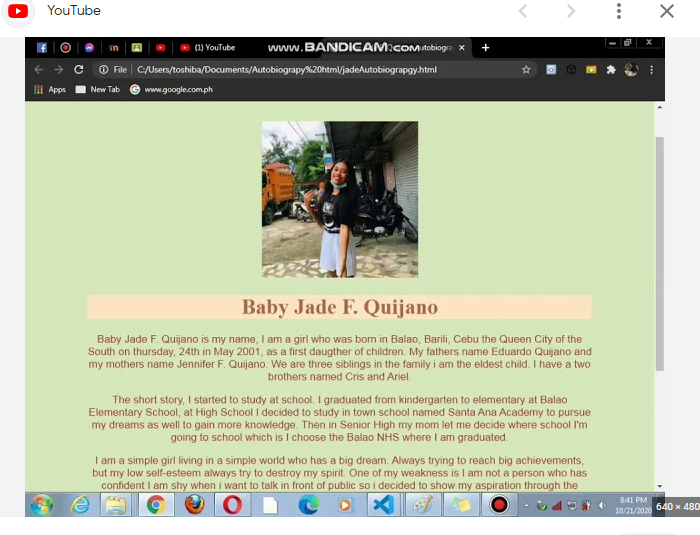 YouTube
(1) YouTube
www.BANDICAM.com
File
C:/Users/toshiba/Documents/Autobiograpy%20html/jadeAutobiograpgy.html
Apps
New Tab
www.google.com.ph
Baby Jade F. Quijano
Baby Jade F. Quijano is my name, I am a girl who was born in Balao, Barili, Cebu the Queen City of the
South on thursday, 24th in May 2001, as a first daugther of children. My fathers name Eduardo Quijano and
my mothers name Jennifer F. Quijano. We are three siblings in the family i am the eldest child. I have a two
brothers named Cris and Ariel.
The short story, I started to study at school. I graduated from kindergarten to elementary at Balao
Elementary School, at High School I decided to study in town school named Santa Ana Academy to pursue
my dreams as well to gain more knowledge. Then in Senior High my mom let me decide where school I'm
going to school which is I choose the Balao NHS where I am graduated.
I am a simple girl living in a simple world who has a big dream. Always trying to reach big achievements,
but my low self-esteem always try to destroy my spirit. One of my weakness is I am not a person who has
confident I am shy when i want to talk in front of public so i decided to show my aspiration through the
8:41 PM
10/21/2020
640 × 480